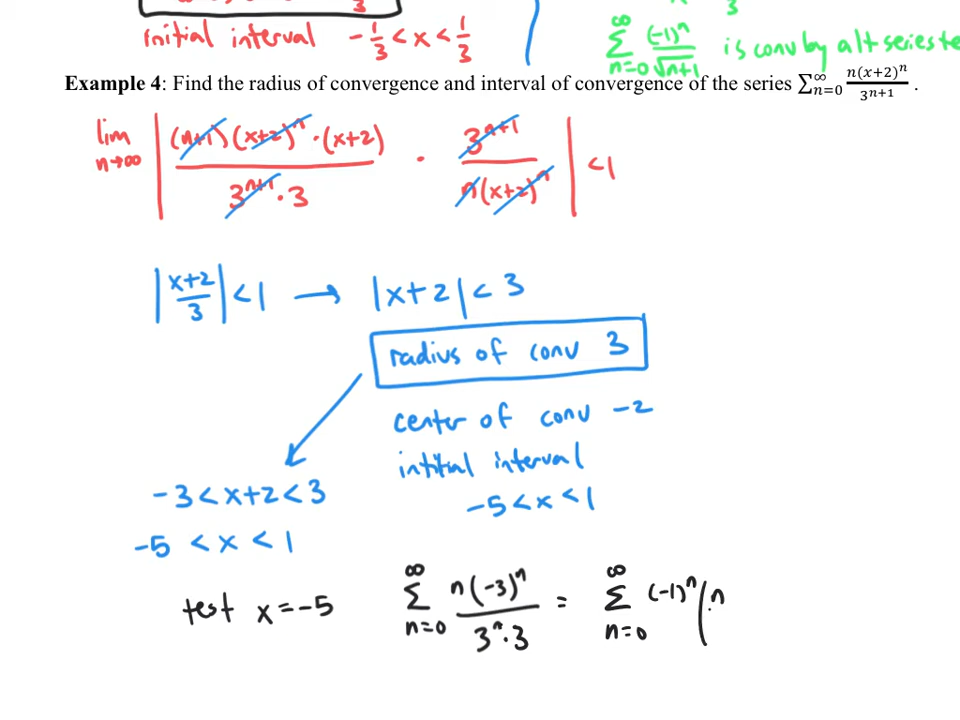 initial interval -1/3 < x < 1/3
∑_{n=0}^{∞} (-1)^n/√(n+1) is conv by alt series te
Example 4: Find the radius of convergence and interval of convergence of the series ∑_{n=0}^{∞} n(x+2)^n / 3^{n+1} .
lim_{n→∞} | (n+1)(x+2)^n · (x+2) / 3^{n+1} · 3 · 3^{n+1} / n(x+2)^n | < 1
|x+2 / 3| < 1 → |x+2| < 3
radius of conv 3
center of conv -2
intitial interval
-5 < x < 1
-3 < x+2 < 3
-5 < x < 1
test x = -5 ∑_{n=0}^{∞} n(-3)^n / 3^n · 3 = ∑_{n=0}^{∞} (-1)^n ( n